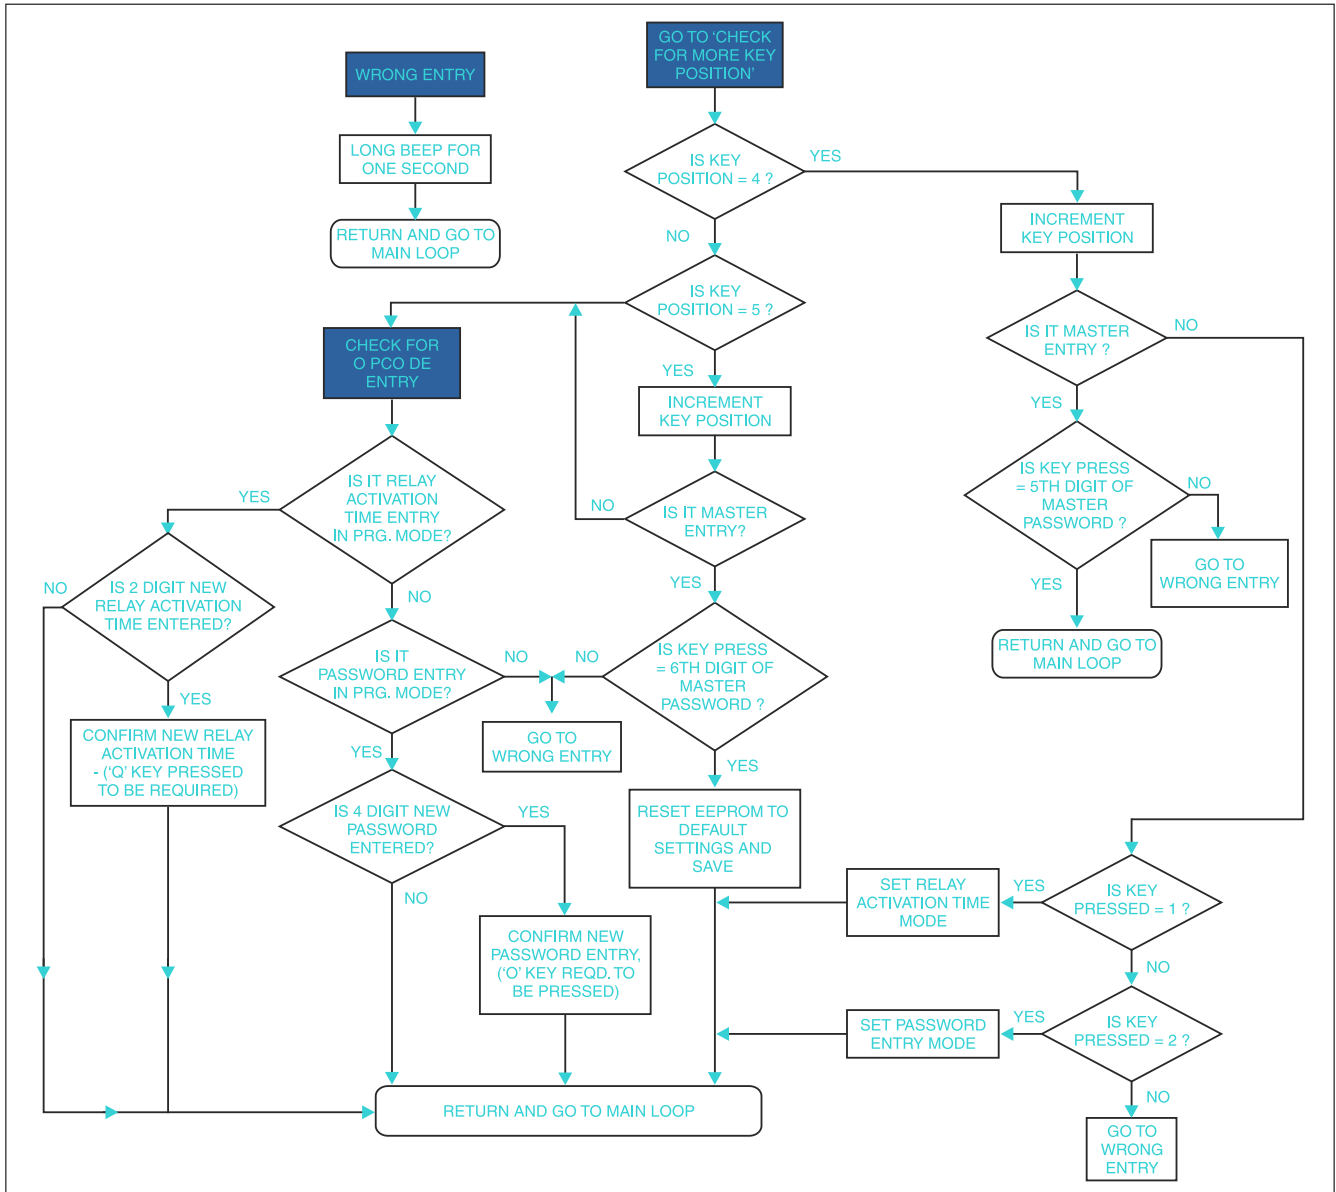 WRONG ENTRY
LONG BEEP FOR
ONE SECOND
RETURN AND GO TO
MAIN LOOP
GO TO ‘CHECK
FOR MORE KEY
POSITION’
IS KEY
POSITION = 4 ?
YES
NO
INCREMENT
KEY POSITION
IS KEY
POSITION = 5 ?
YES
IS IT MASTER
ENTRY ?
NO
YES
CHECK FOR
O PCO DE
ENTRY
INCREMENT
KEY POSITION
IS KEY PRESS
= 5TH DIGIT OF
MASTER
PASSWORD ?
NO
YES
GO TO
WRONG ENTRY
RETURN AND GO TO
MAIN LOOP
IS IT RELAY
ACTIVATION
TIME ENTRY
IN PRG. MODE?
YES
NO
IS IT MASTER
ENTRY?
NO
YES
IS 2 DIGIT NEW
RELAY ACTIVATION
TIME ENTERED?
NO
YES
IS IT
PASSWORD ENTRY
IN PRG. MODE?
NO
YES
IS KEY PRESS
= 6TH DIGIT OF
MASTER
PASSWORD ?
NO
YES
GO TO
WRONG ENTRY
CONFIRM NEW RELAY
ACTIVATION TIME
- (‘Q’ KEY PRESSED
TO BE REQUIRED)
IS 4 DIGIT NEW
PASSWORD
ENTERED?
YES
NO
RESET EEPROM TO
DEFAULT
SETTINGS AND
SAVE
SET RELAY
ACTIVATION TIME
MODE
YES
IS KEY
PRESSED = 1 ?
NO
CONFIRM NEW
PASSWORD ENTRY,
(‘O’ KEY REQD. TO
BE PRESSED)
SET PASSWORD
ENTRY MODE
YES
IS KEY
PRESSED = 2 ?
NO
RETURN AND GO TO MAIN LOOP
GO TO
WRONG
ENTRY